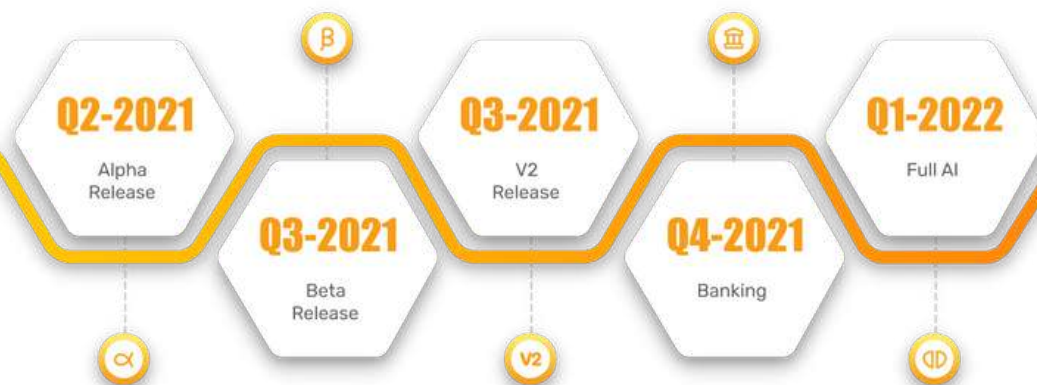 Q2-2021
Alpha
Release
α
β
Q3-2021
Beta
Release
Q3-2021
V2
Release
V2
Q4-2021
Banking
Q1-2022
Full AI